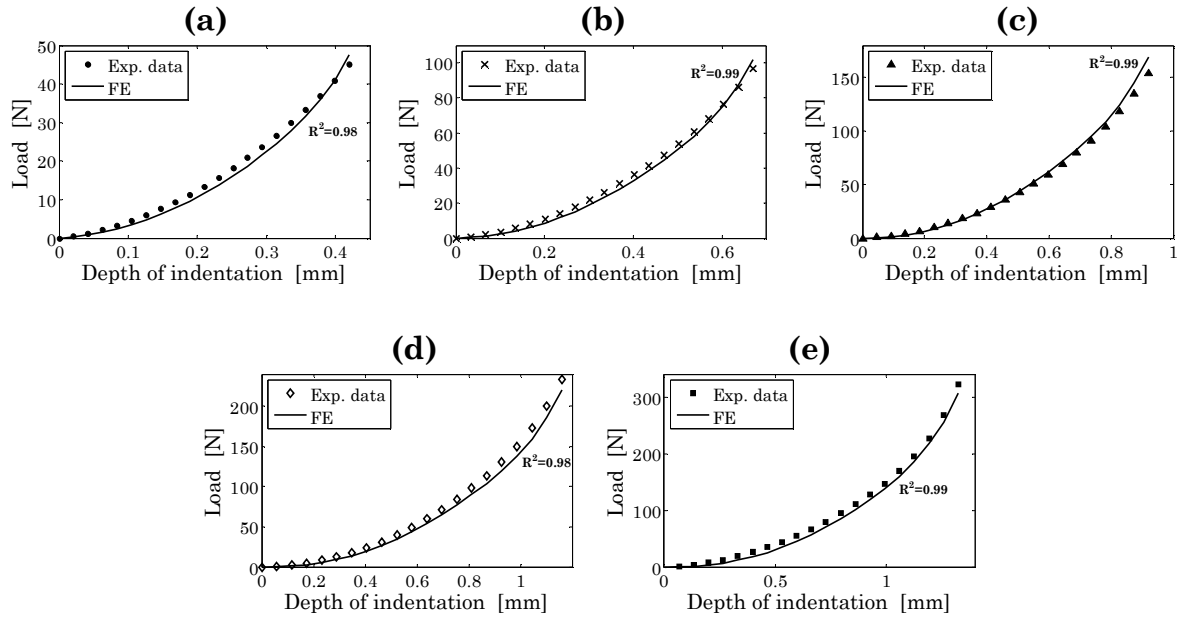 (a)
50
40
30
20
10
0
Load [N]
Exp. data
FE
R²=0.98
0
0.1
0.2
0.3
0.4
Depth of indentation [mm]
(b)
100
80
60
40
20
0
Load [N]
Exp. data
FE
R²=0.99
0
0.2
0.4
0.6
Depth of indentation [mm]
(c)
150
100
50
0
Load [N]
Exp. data
FE
R²=0.99
0
0.2
0.4
0.6
0.8
1
Depth of indentation [mm]
(d)
200
150
100
50
0
Load [N]
Exp. data
FE
R²=0.98
0
0.2
0.4
0.6
0.8
1
Depth of indentation [mm]
(e)
300
200
100
0
Load [N]
Exp. data
FE
R²=0.99
0
0.5
1
Depth of indentation [mm]